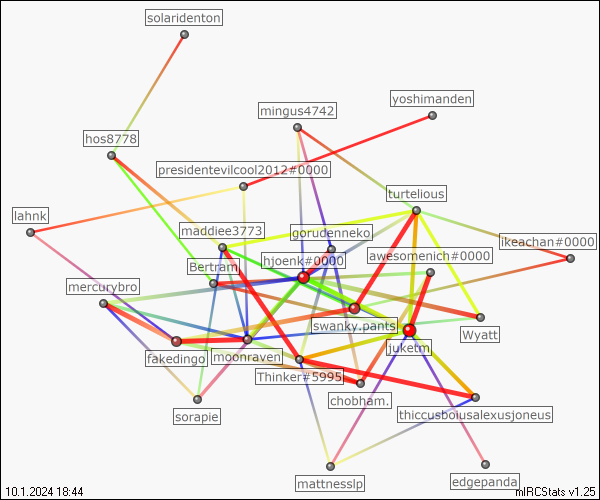 solaridenton
yoshimanden
mingus4742
hos8778
presidentevilcool2012#0000
turtelious
lahnk
maddiee3773
gorudenneko
ikeachan#0000
awesomenich#0000
hjoenk#0000
Bertram
mercurybro
swanky.pants
Wyatt
juketm
fakedingo
moonraven
Thinker#5995
chobham.
thiccusboiusalexusjoneus
sorapie
mattnesslp
edgepanda
10.1.2024 18:44
mIRCStats v1.25